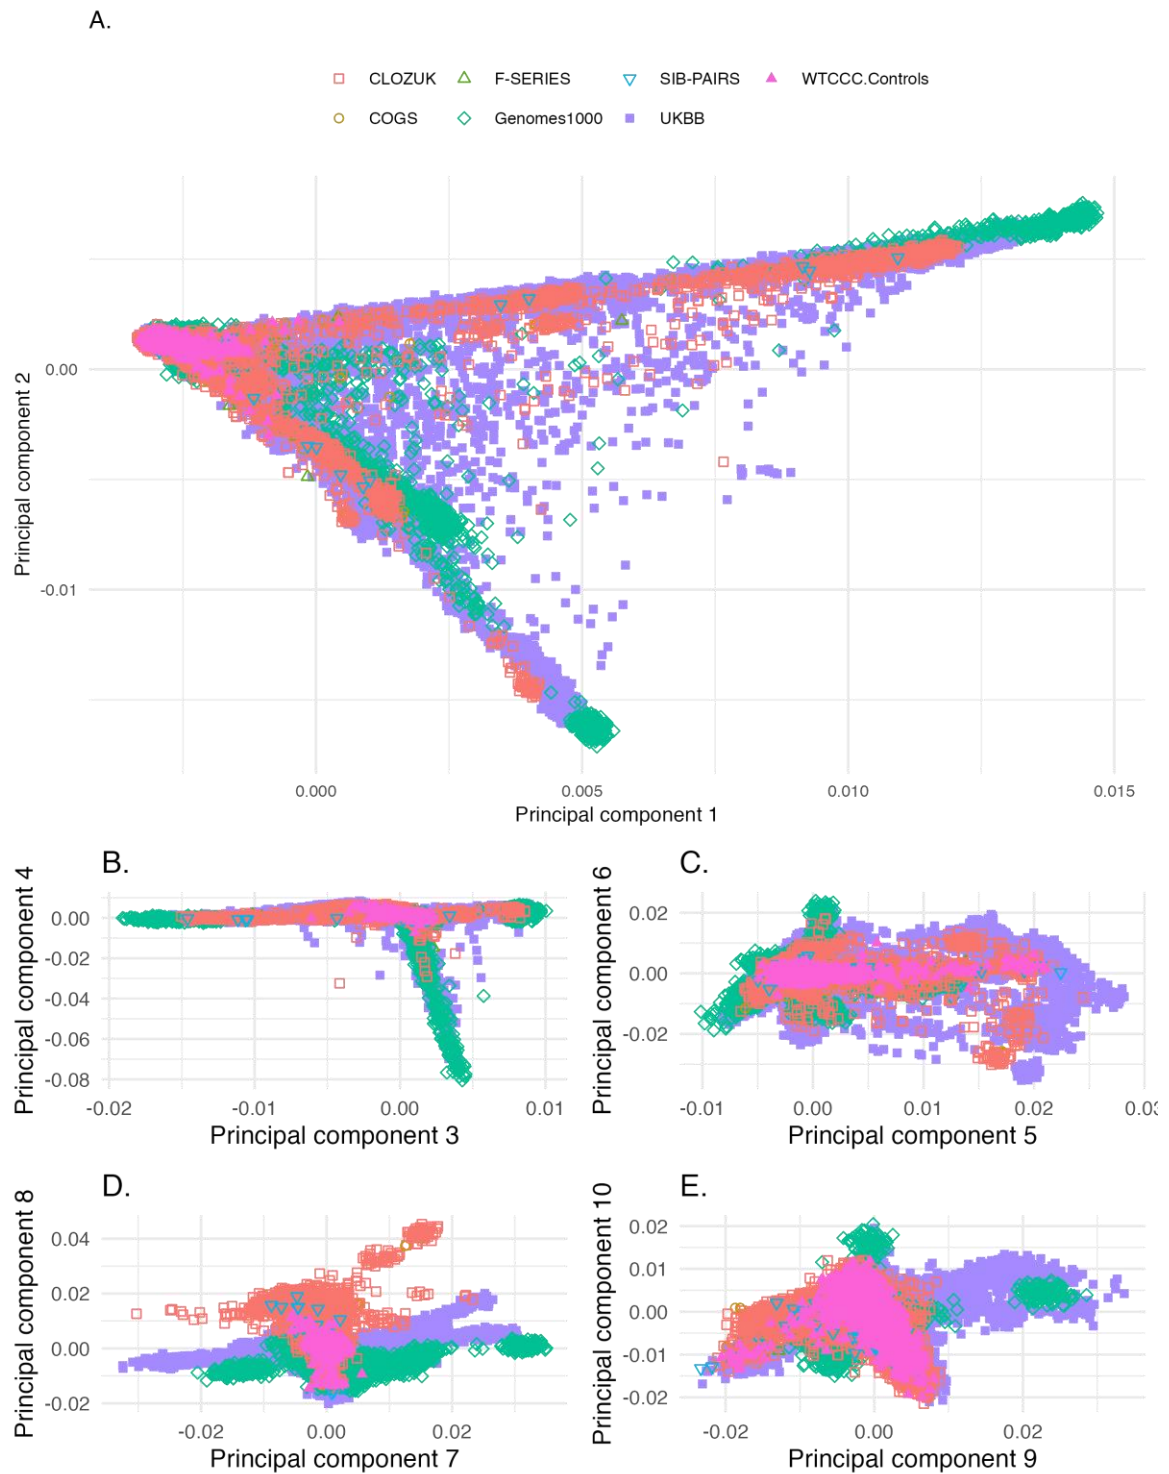 A.
CLOZUK F-SERIES SIB-PAIRS WTCCC.Controls
COGS Genomes1000 UKBB
Principal component 2
0.00
-0.01
0.000 0.005 0.010 0.015
Principal component 1
B.
Principal component 4
0.00
-0.02
-0.04
-0.06
-0.08
-0.02 -0.01 0.00 0.01
Principal component 3
C.
Principal component 6
0.02
0.00
-0.02
-0.01 0.00 0.01 0.02 0.03
Principal component 5
D.
Principal component 8
0.04
0.02
0.00
-0.02
-0.02 0.00 0.02
Principal component 7
E.
Principal component 10
0.02
0.01
0.00
-0.01
-0.02
-0.02 0.00 0.02
Principal component 9